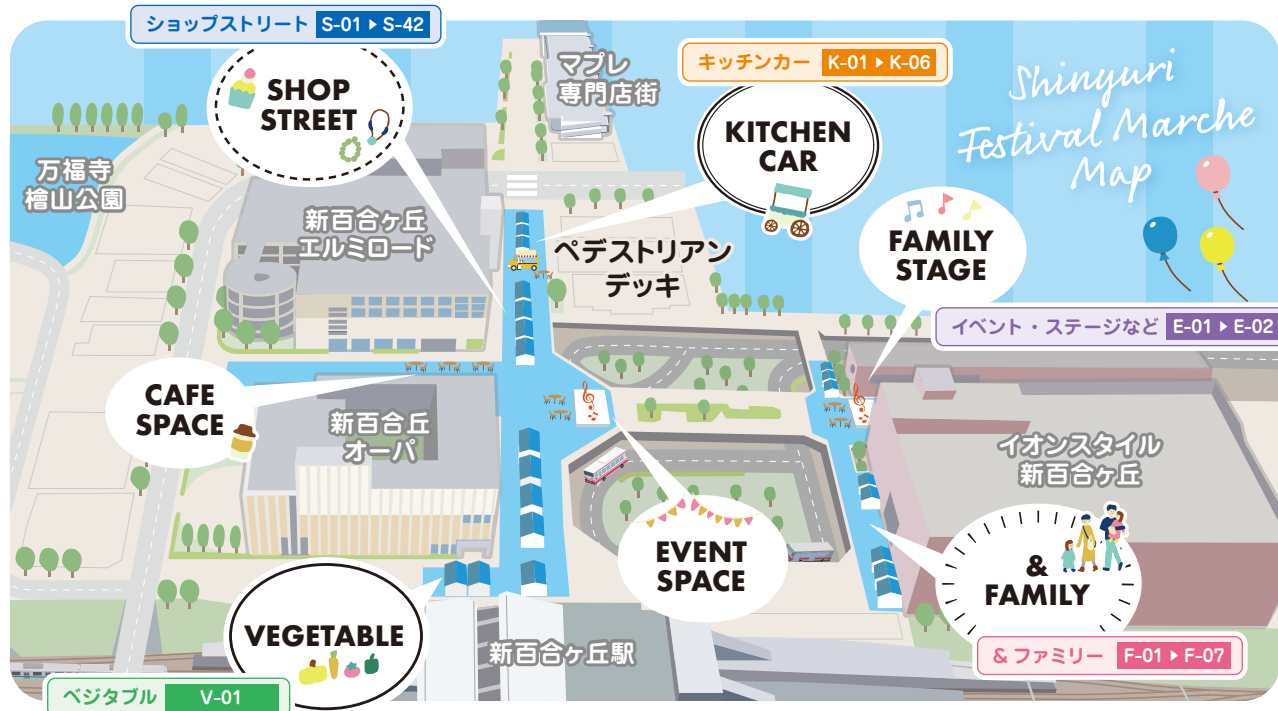 ショップストリート S-01 ▶ S-42
SHOP
STREET
マプレ
専門店街
キッチンカー K-01 ▶ K-06
KITCHEN
CAR
Shinyuri
Festival Marche
Map
万福寺
檜山公園
新百合ヶ丘
エルミロード
ペデストリアン
デッキ
FAMILY
STAGE
イベント・ステージなど E-01 ▶ E-02
CAFE
SPACE
新百合丘
オーパ
イオンスタイル
新百合ヶ丘
EVENT
SPACE
&
FAMILY
VEGETABLE
新百合ヶ丘駅
& ファミリー F-01 ▶ F-07
ベジタブル V-01